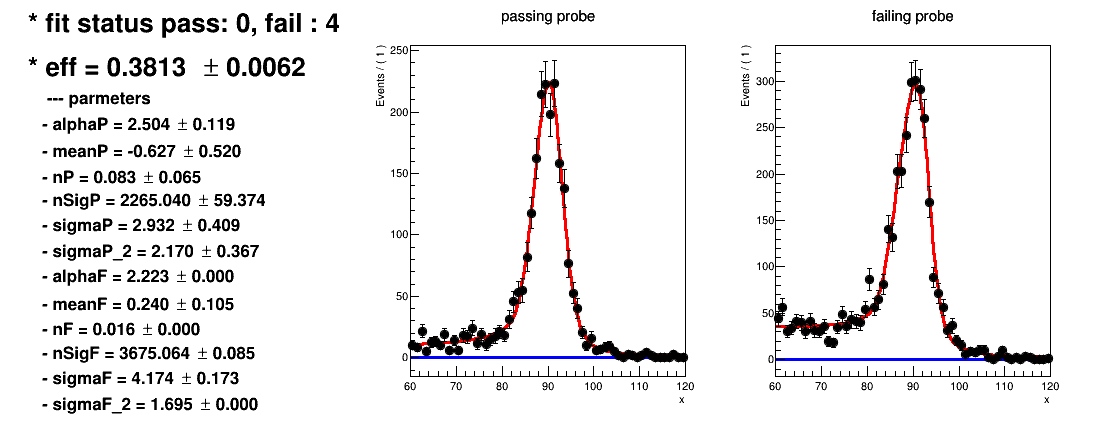 * fit status pass: 0, fail : 4
* eff = 0.3813 ± 0.0062
--- parmeters
- alphaP = 2.504 ± 0.119
- meanP = -0.627 ± 0.520
- nP = 0.083 ± 0.065
- nSigP = 2265.040 ± 59.374
- sigmaP = 2.932 ± 0.409
- sigmaP_2 = 2.170 ± 0.367
- alphaF = 2.223 ± 0.000
- meanF = 0.240 ± 0.105
- nF = 0.016 ± 0.000
- nSigF = 3675.064 ± 0.085
- sigmaF = 4.174 ± 0.173
- sigmaF_2 = 1.695 ± 0.000
passing probe
Events / ( 1 )
250
200
150
100
50
0
60 70 80 90 100 110 120
x
failing probe
Events / ( 1 )
300
250
200
150
100
50
0
60 70 80 90 100 110 120
x